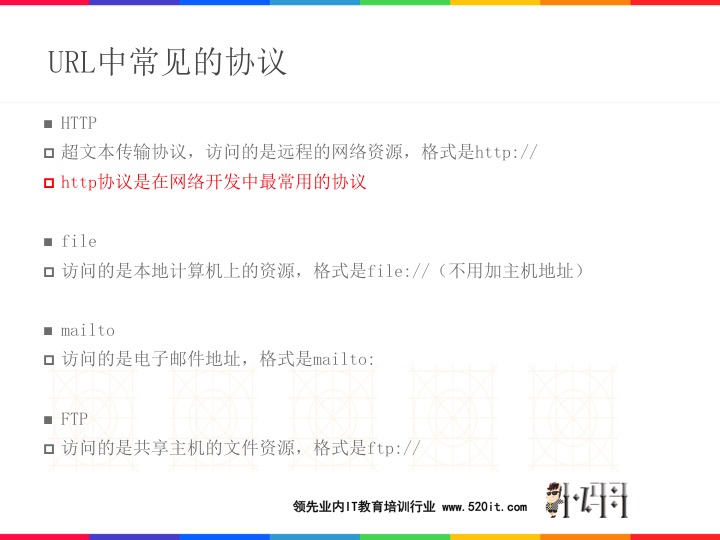 URL中常见的协议
HTTP
超文本传输协议，访问的是远程的网络资源，格式是http://
http协议是在网络开发中最常用的协议
file
访问的是本地计算机上的资源，格式是file://（不用加主机地址）
mailto
访问的是电子邮件地址，格式是mailto:
FTP
访问的是共享主机的文件资源，格式是ftp://
领先业内IT教育培训行业 www.520it.com
小码哥